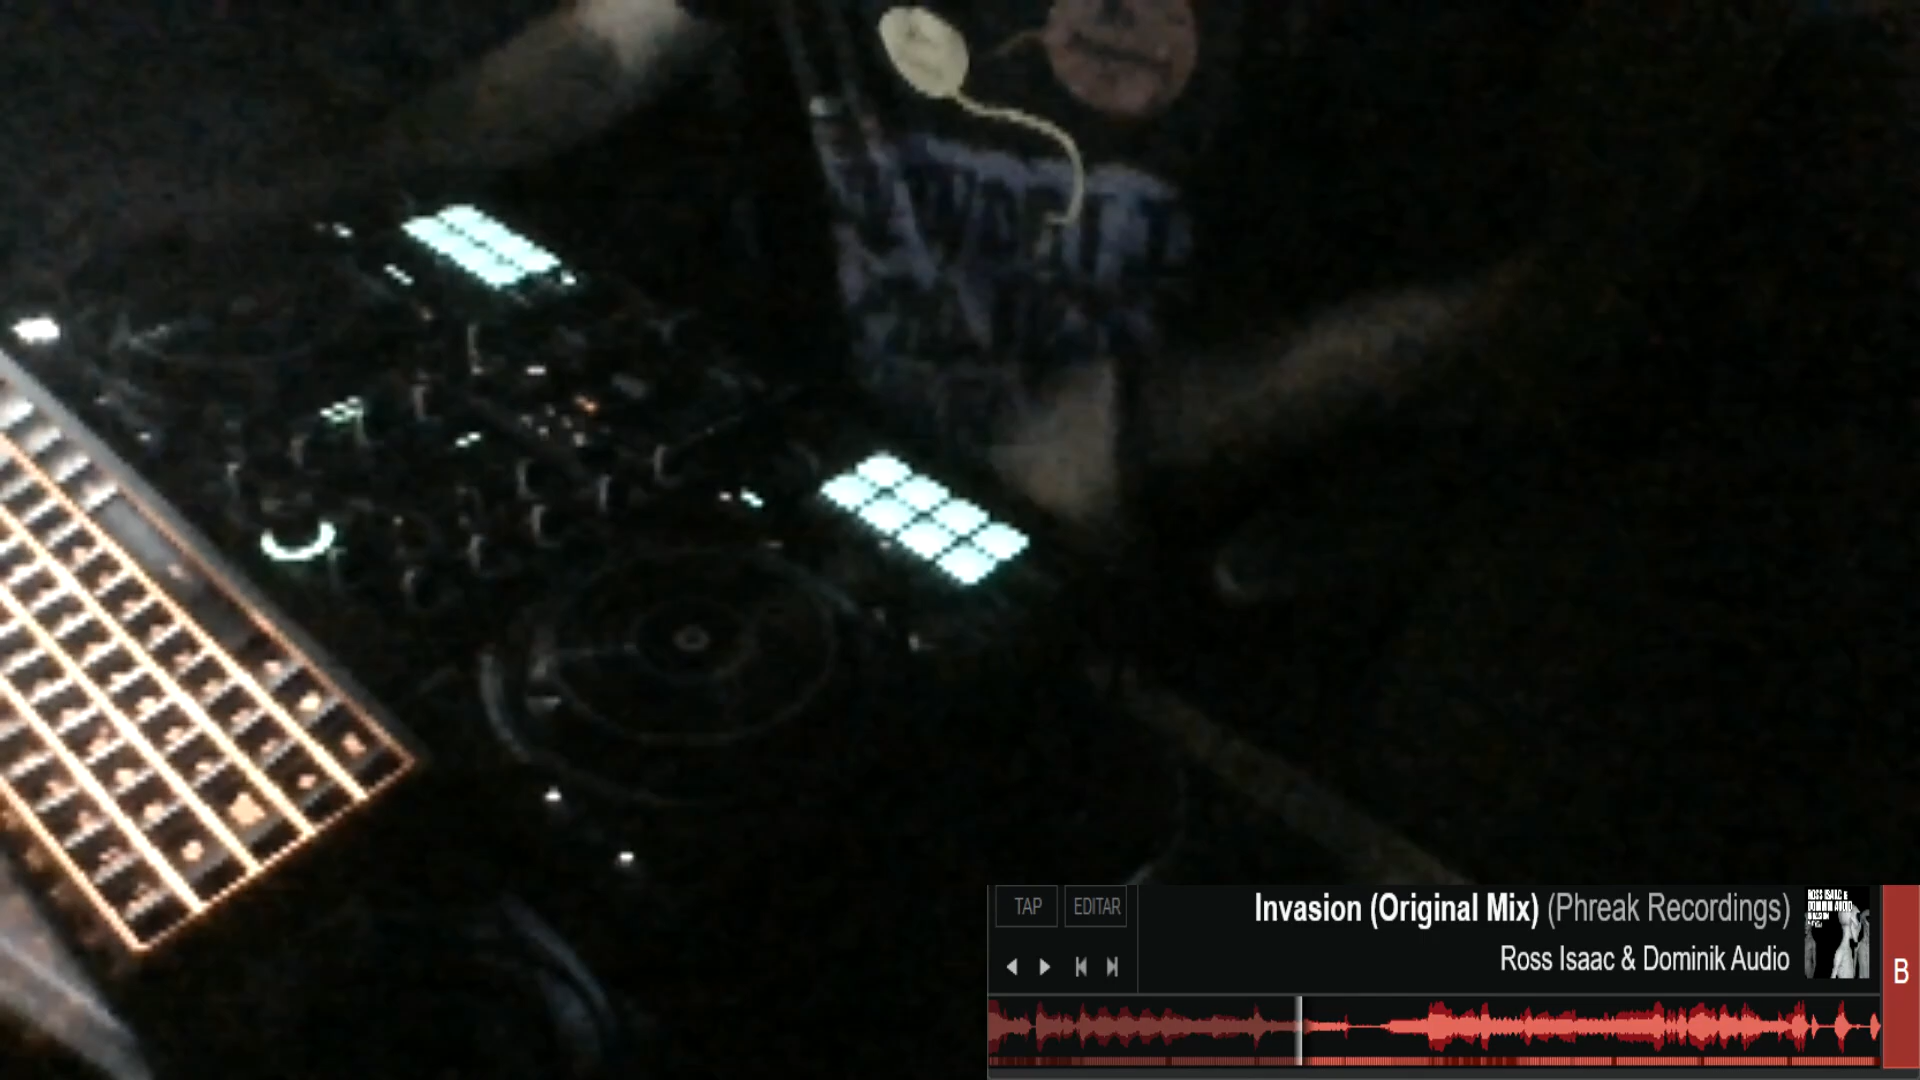 TAP
EDITAR
Invasion (Original Mix) (Phreak Recordings)
Ross Isaac & Dominik Audio
B